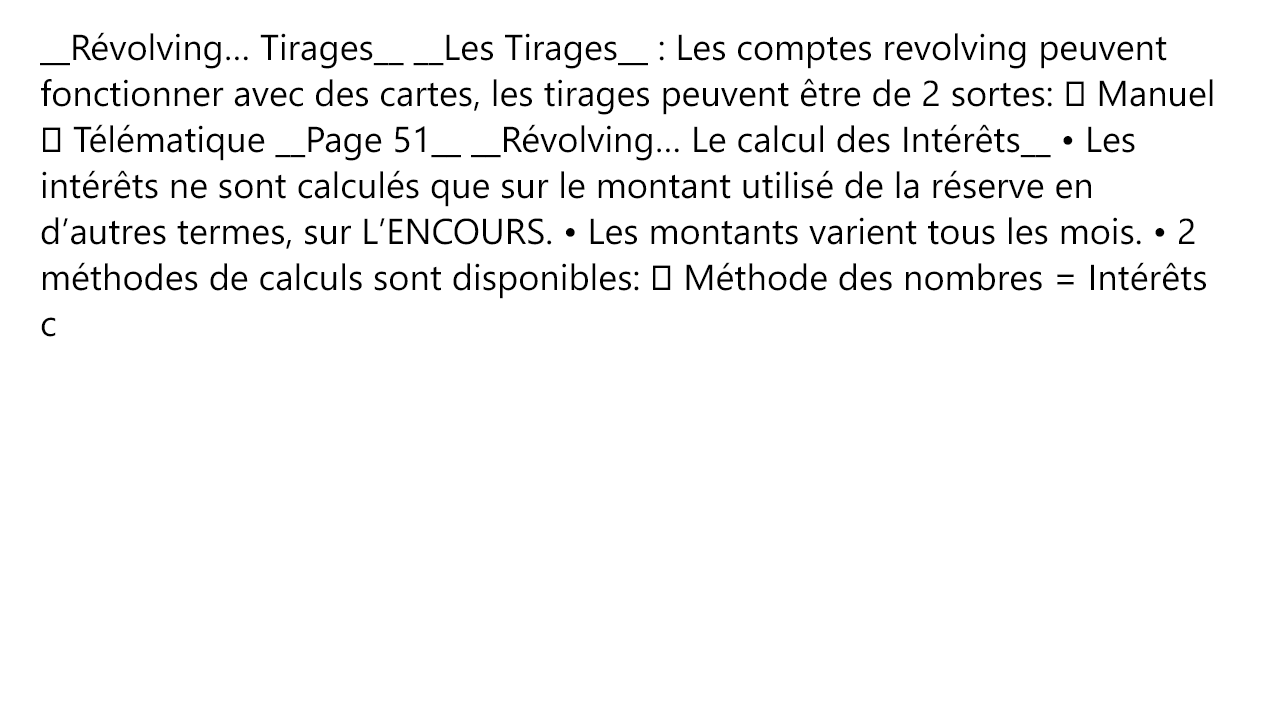 __Révolving… Tirages__ __Les Tirages__ : Les comptes revolving peuvent
fonctionner avec des cartes, les tirages peuvent être de 2 sortes: □ Manuel
□ Télématique __Page 51__ __Révolving… Le calcul des Intérêts__ • Les
intérêts ne sont calculés que sur le montant utilisé de la réserve en
d’autres termes, sur L’ENCOURS. • Les montants varient tous les mois. • 2
méthodes de calculs sont disponibles: □ Méthode des nombres = Intérêts
c